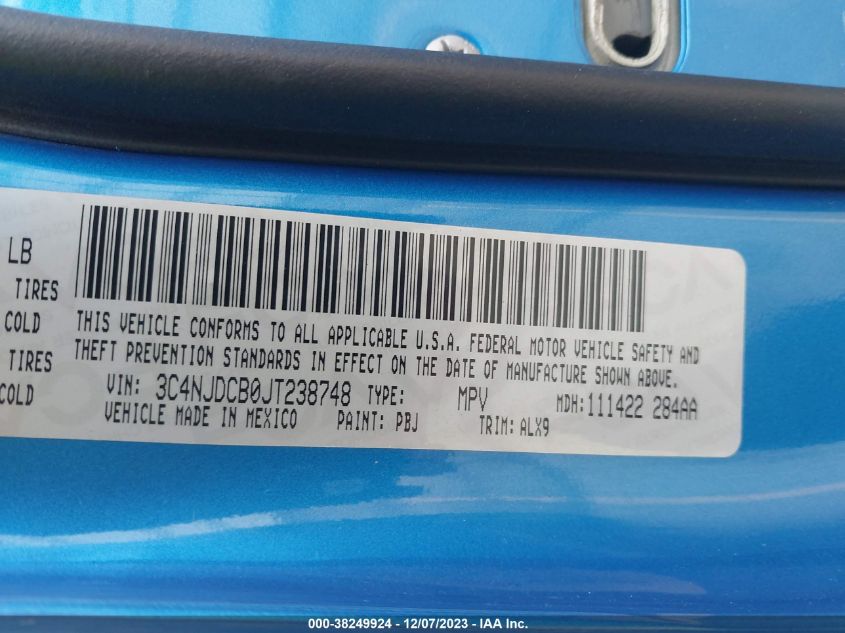 LB
TIRES
COLD
TIRES
COLD
THIS VEHICLE CONFORMS TO ALL APPLICABLE U.S.A. FEDERAL MOTOR VEHICLE SAFETY AND
THEFT PREVENTION STANDARDS IN EFFECT ON THE DATE OF MANUFACTURE SHOWN ABOVE.
VIN: 3C4NJDCB0JT238748 TYPE: MPV MDH:111422 284AA
VEHICLE MADE IN MEXICO PAINT: PBJ TRIM: ALX9
000-38249924 - 12/07/2023 - IAA Inc.